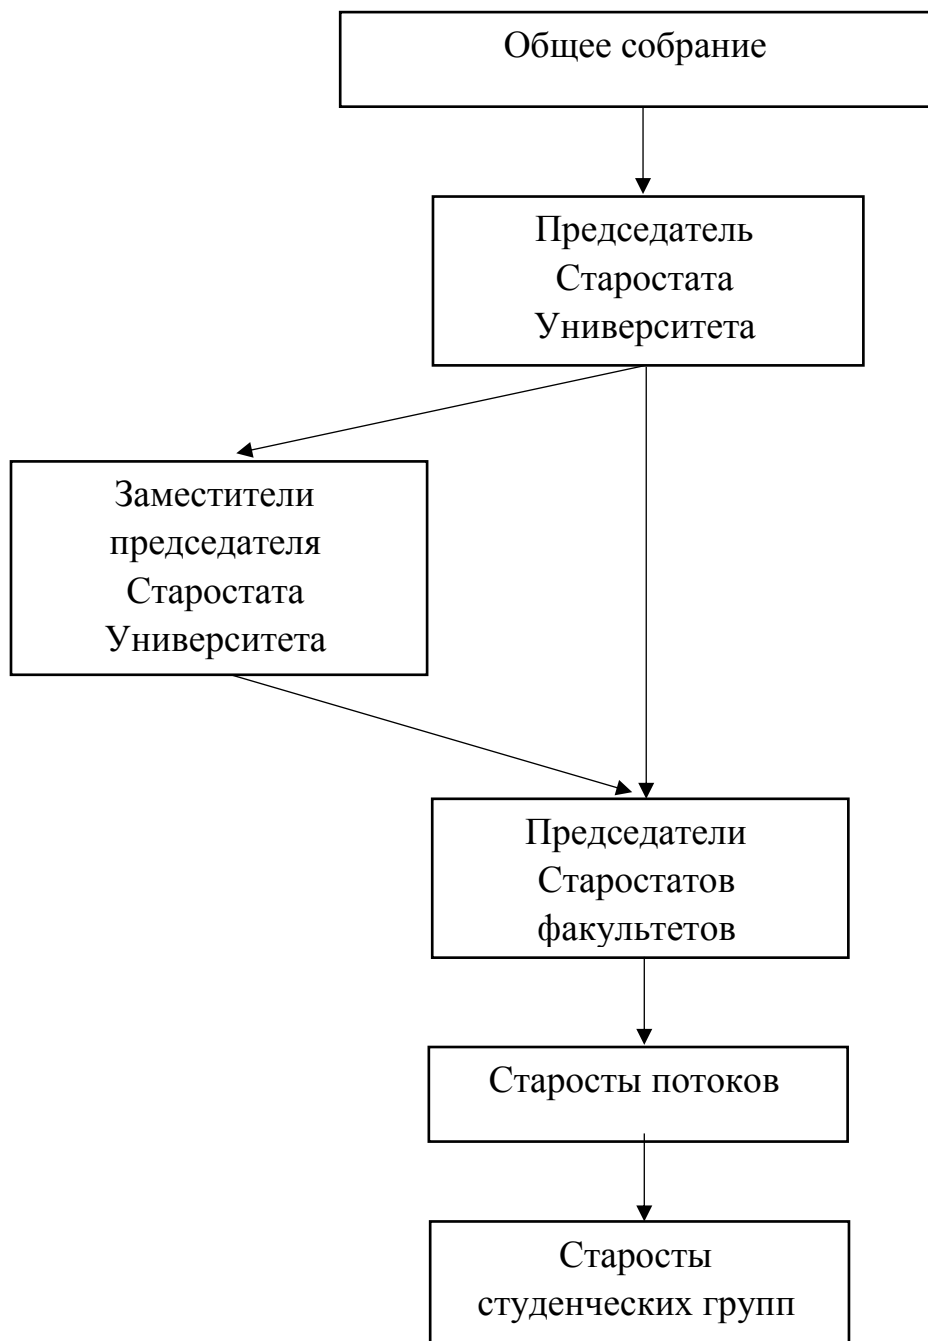 Общее собрание
Председатель
Старостата
Университета
Заместители
председателя
Старостата
Университета
Председатели
Старостатов
факультетов
Старосты потоков
Старосты
студенческих групп